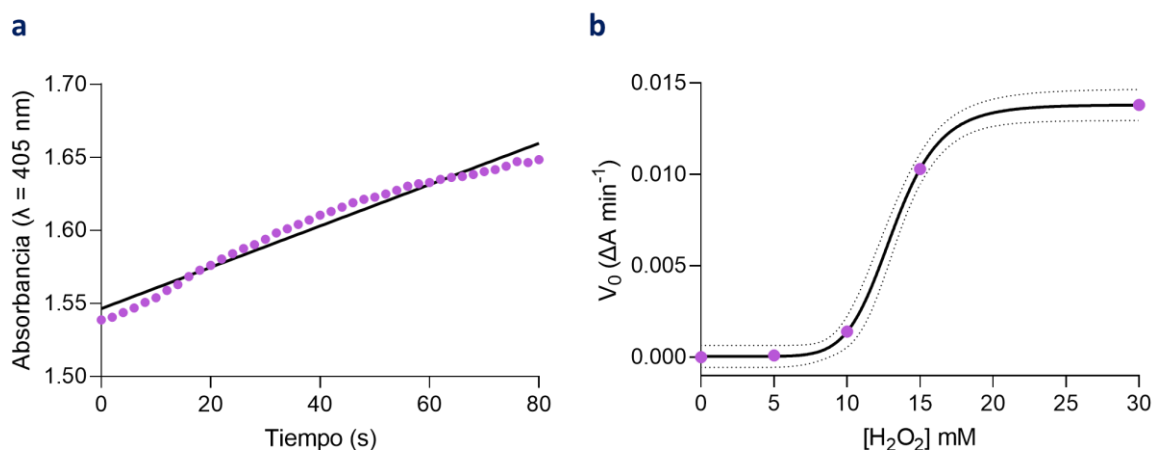 a
Absorbancia (λ = 405 nm)
1.70
1.65
1.60
1.55
1.50
0 20 40 60 80
Tiempo (s)
b
V₀ (ΔA min⁻¹)
0.015
0.010
0.005
0.000
0 5 10 15 20 25 30
[H₂O₂] mM